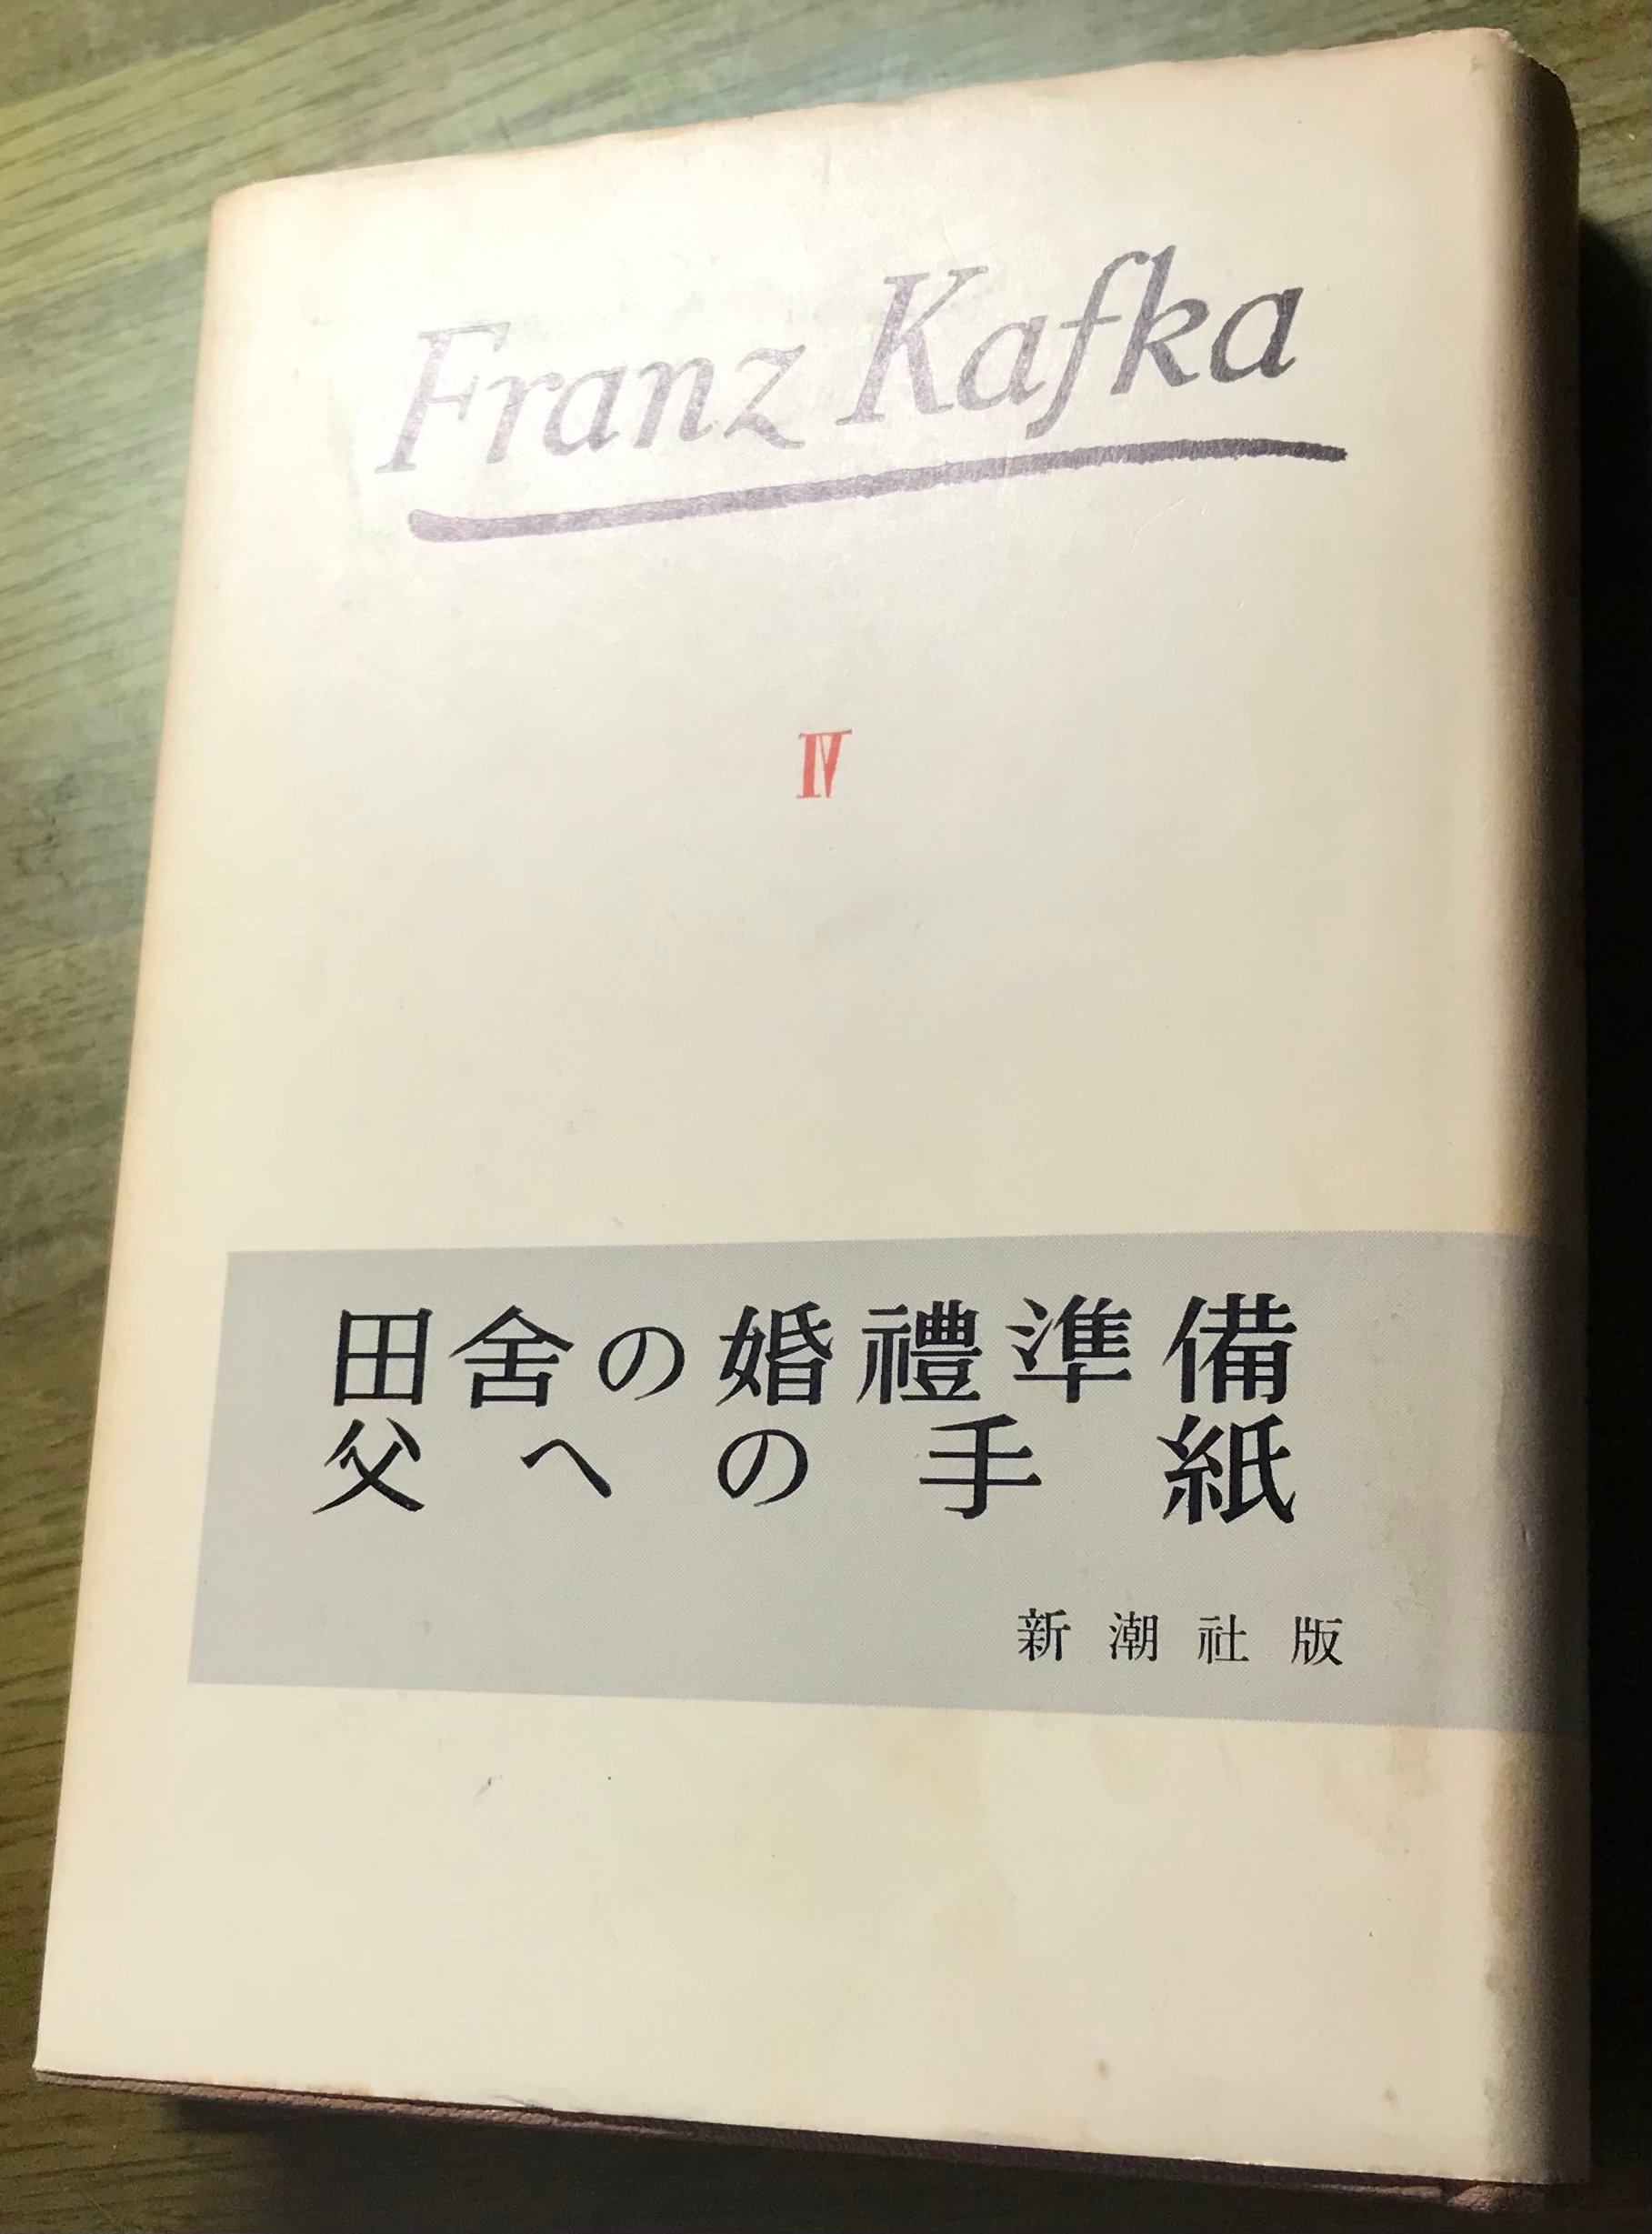 Franz Kafka
IV
田舎の婚禮準備
父への手紙
新潮社版